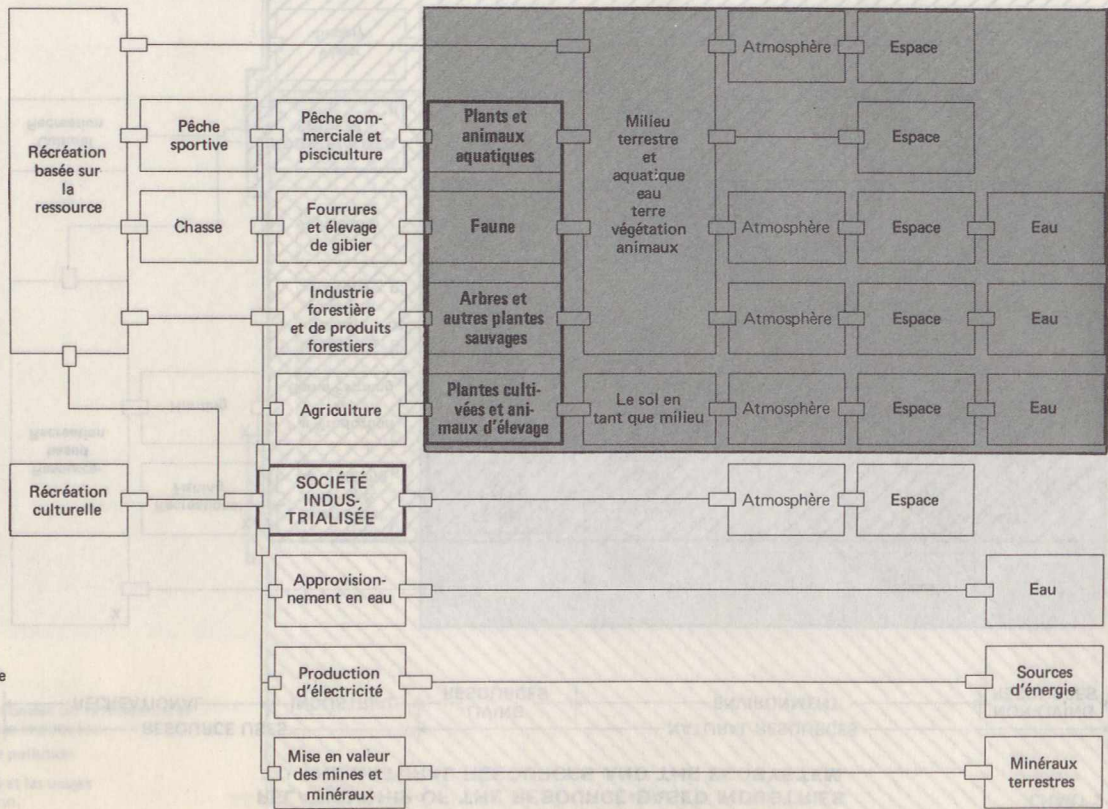 Atmosphère
Espace
Récréation
basée sur
la
ressource
Pêche
sportive
Pêche com-
merciale et
pisciculture
Plants et
animaux
aquatiques
Milieu
terrestre
et
aquatique
eau
terre
végétation
animaux
Espace
Chasse
Fourrures
et élevage
de gibier
Faune
Atmosphère
Espace
Eau
Industrie
forestière
et de produits
forestiers
Arbres et
autres plantes
sauvages
Atmosphère
Espace
Eau
Agriculture
Plantes culti-
vées et ani-
maux d'élevage
Le sol en
tant que milieu
Atmosphère
Espace
Eau
Récréation
culturelle
SOCIÉTÉ
INDUS-
TRIALISÉE
Atmosphère
Espace
Approvision-
nement en eau
Eau
Production
d'électricité
Sources
d'énergie
Mise en valeur
des mines et
minéraux
Minéraux
terrestres